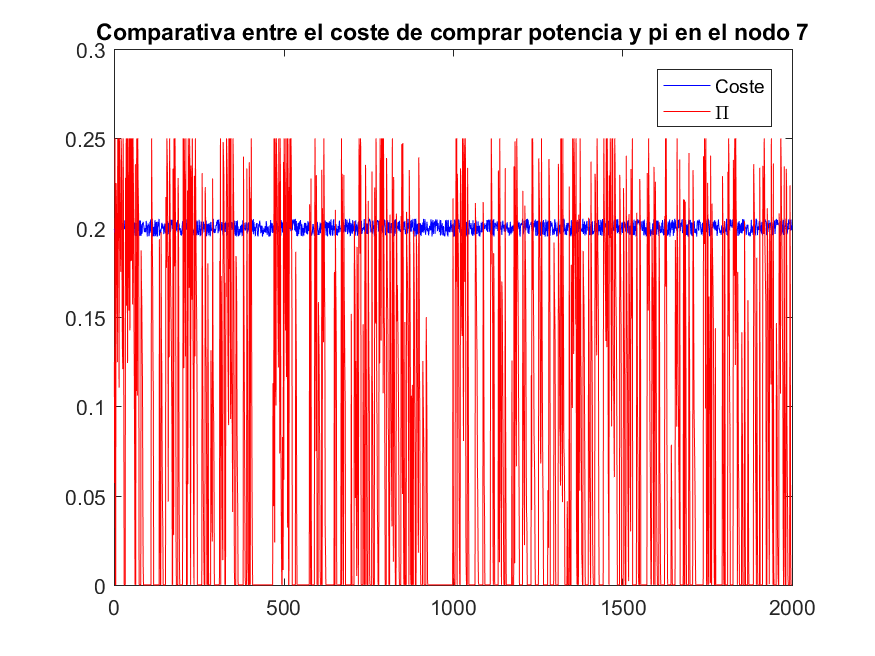 Comparativa entre el coste de comprar potencia y pi en el nodo 7
0.3
0.25
0.2
0.15
0.1
0.05
0
Coste
Π
0 500 1000 1500 2000